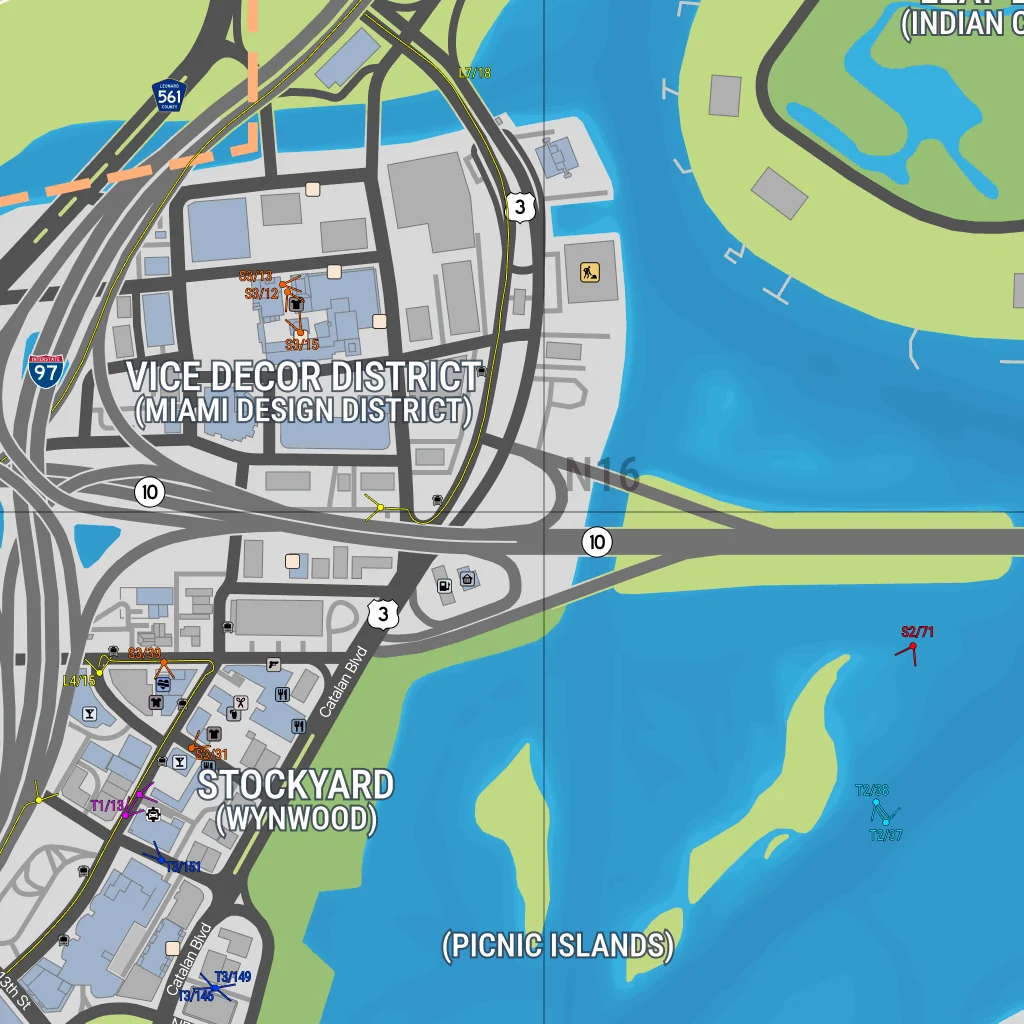 (INDIAN C
L7/18
LEONARD
561
COUNTY
3
S3/13
S3/12
S3/15
INTERSTATE
97
VICE DECOR DISTRICT
(MIAMI DESIGN DISTRICT)
N16
10
10
3
S2/71
S3/39
L4/15
Catalan Blvd
S3/31
STOCKYARD
(WYNWOOD)
T1/13
T2/38
T2/37
T3/151
(PICNIC ISLANDS)
Catalan Blvd
T3/149
T3/146
13th St